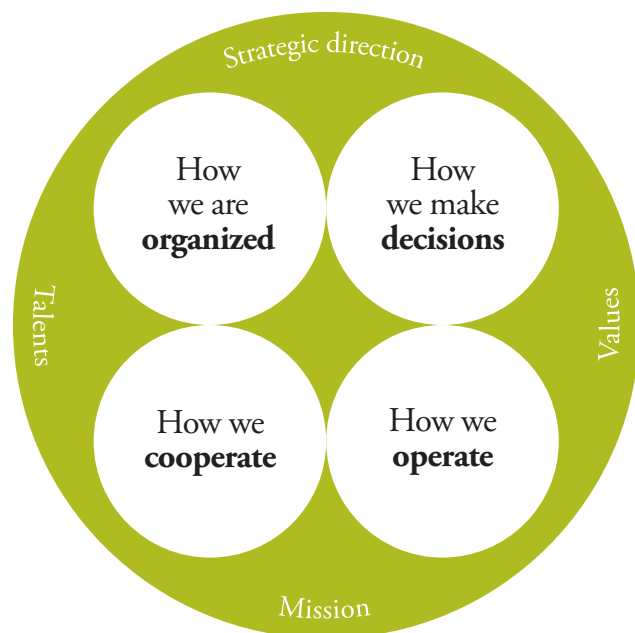 Strategic direction
How
we are
organized
How
we make
decisions
Talents
Values
How we
cooperate
How we
operate
Mission